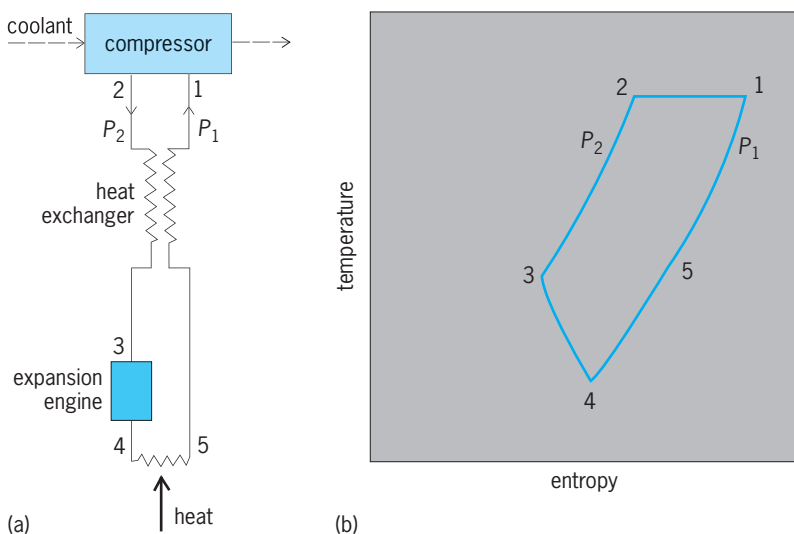 coolant
compressor
2
1
P2
P1
heat
exchanger
3
expansion
engine
4
5
heat
(a)
temperature
2
1
P2
P1
3
5
4
entropy
(b)